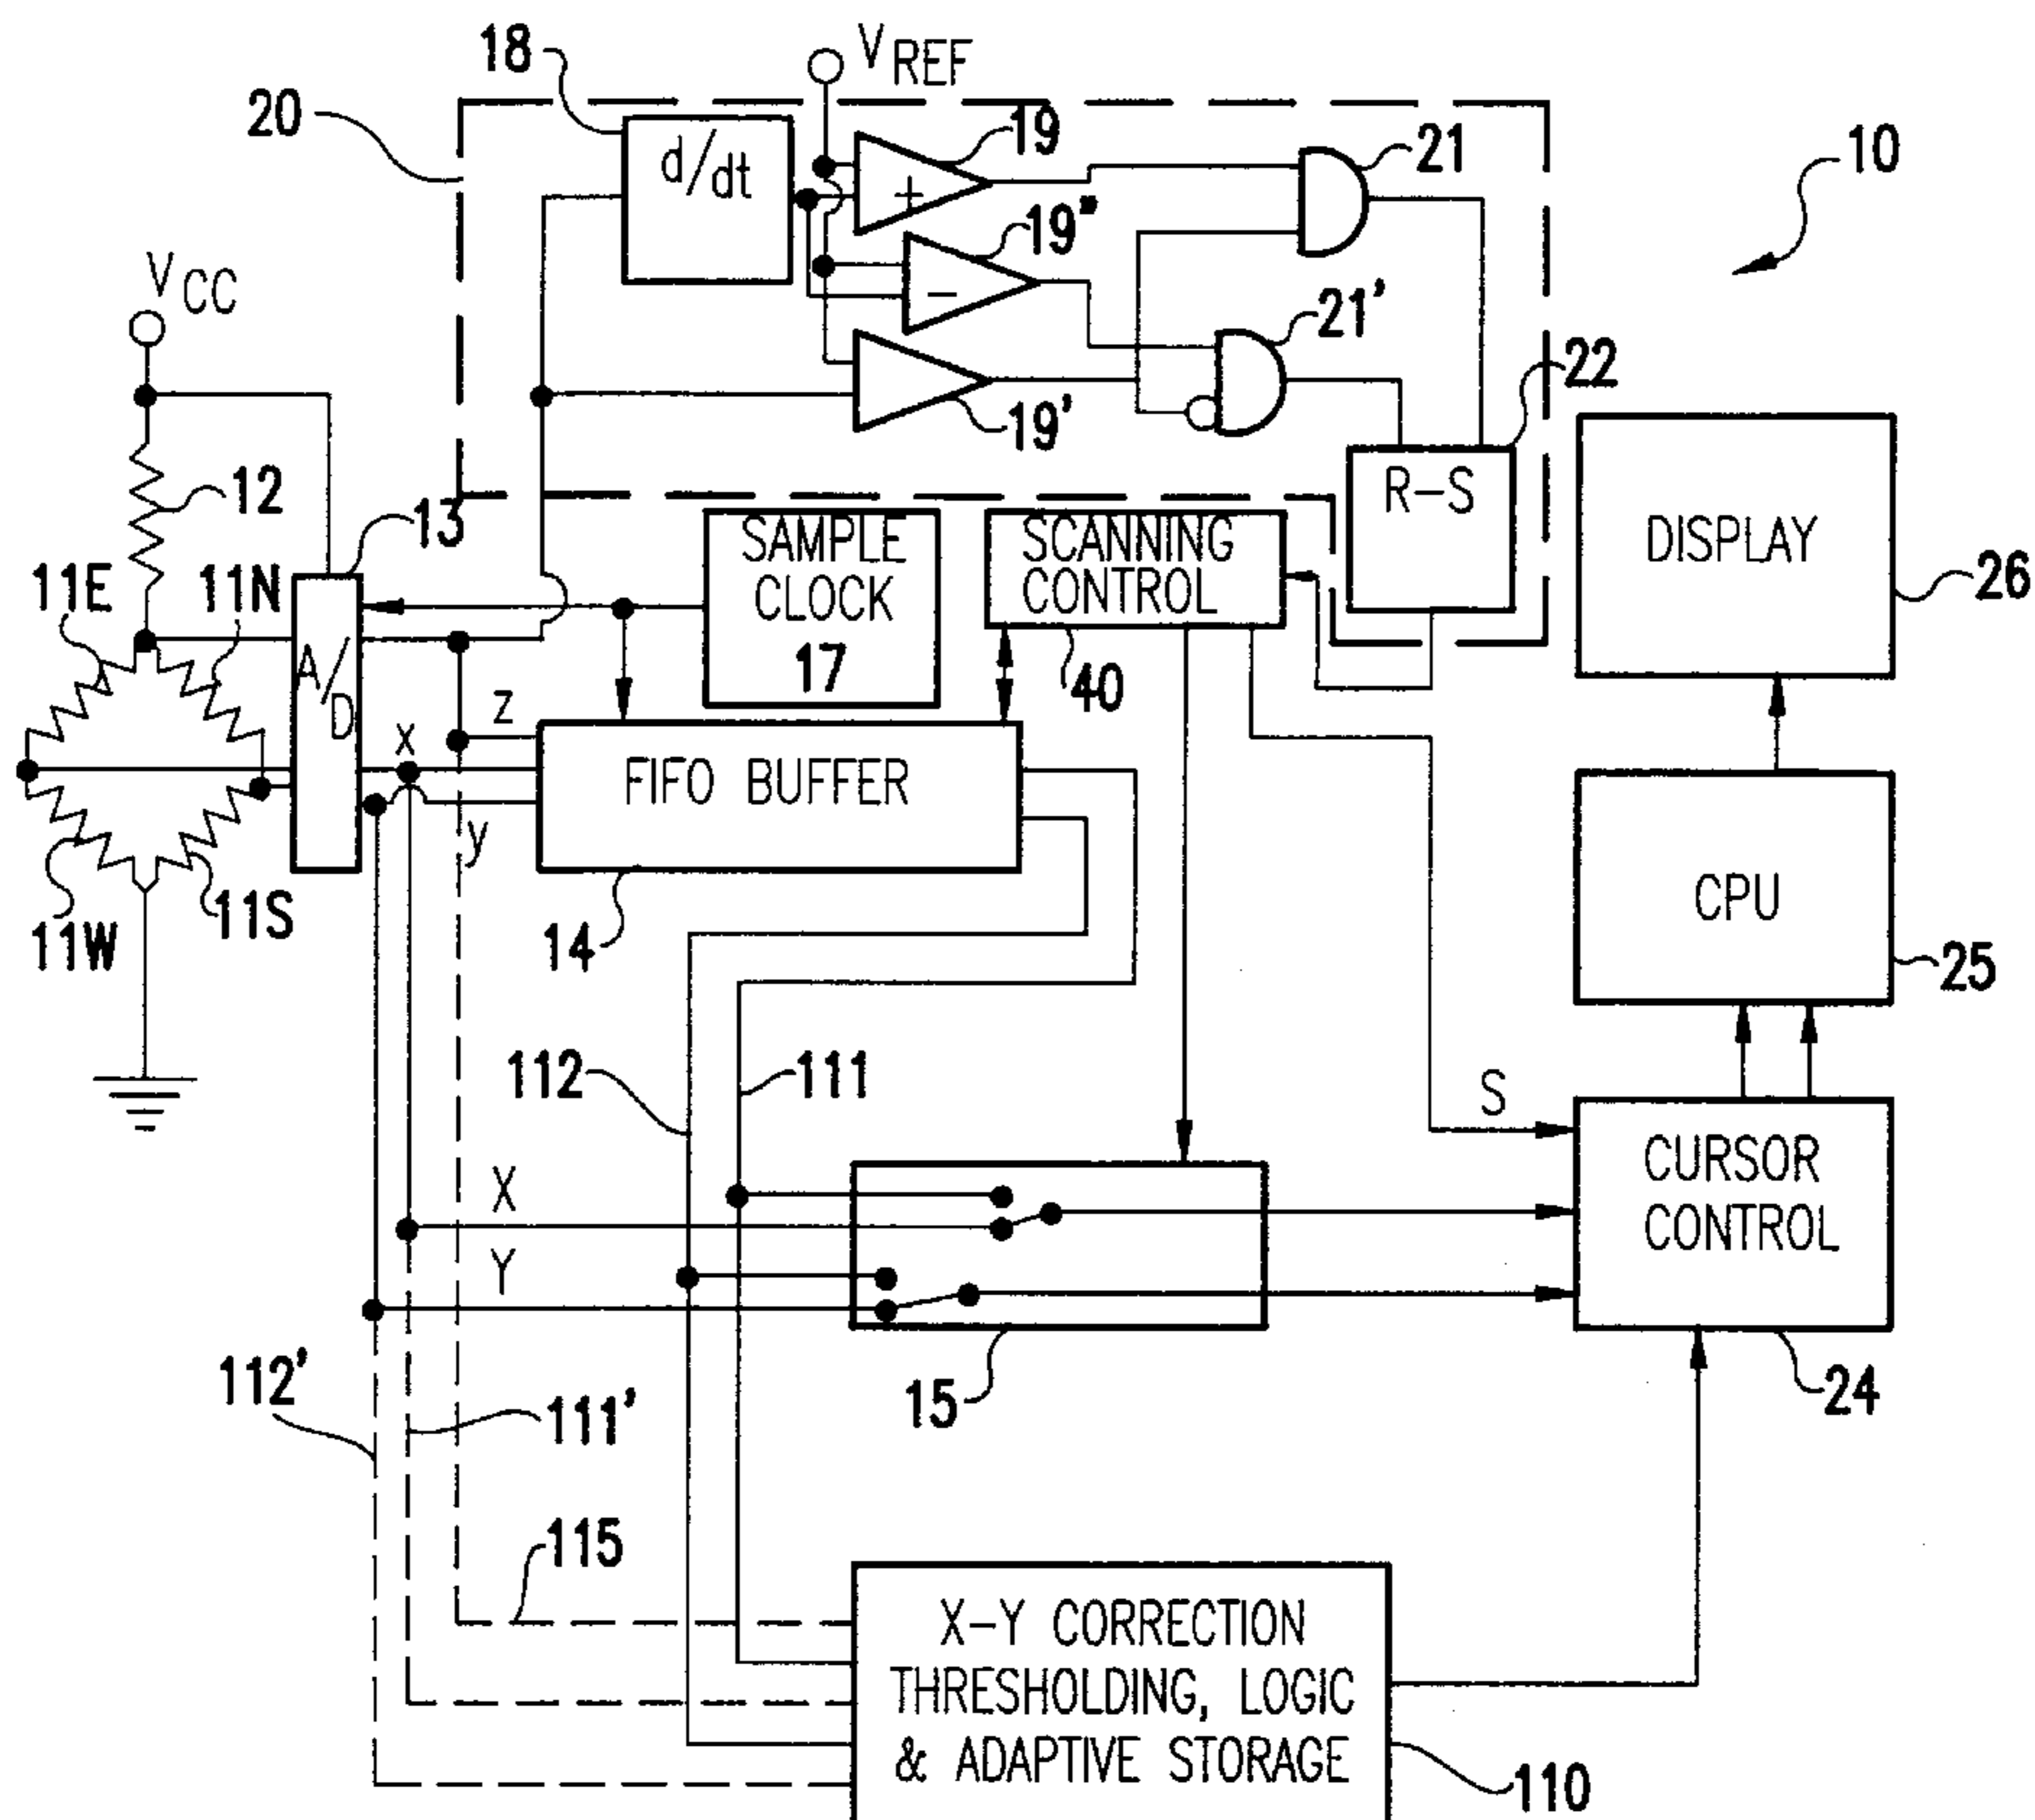 18
V REF
20
d/dt
19
21
10
+
19"
VCC
-
21'
22
19'
12
R-S
13
SAMPLE
CLOCK
17
SCANNING
CONTROL
DISPLAY
26
11E
11N
A/D
40
z
x
FIFO BUFFER
y
CPU
11W
11S
14
25
112
111
S
CURSOR
CONTROL
X
Y
112'
111'
15
24
115
X-Y CORRECTION
THRESHOLDING, LOGIC
& ADAPTIVE STORAGE
110